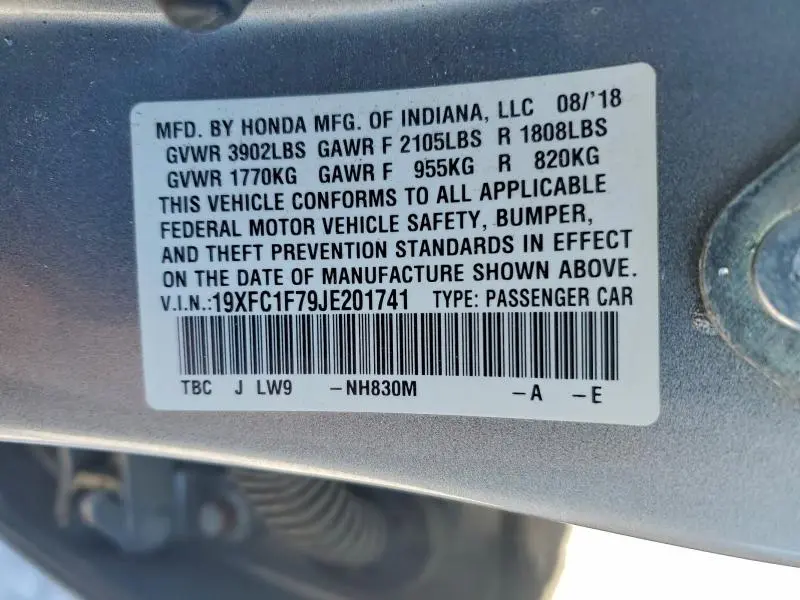 MFD. BY HONDA MFG. OF INDIANA, LLC 08/'18
GVWR 3902LBS GAWR F 2105LBS R 1808LBS
GVWR 1770KG GAWR F 955KG R 820KG
THIS VEHICLE CONFORMS TO ALL APPLICABLE
FEDERAL MOTOR VEHICLE SAFETY, BUMPER,
AND THEFT PREVENTION STANDARDS IN EFFECT
ON THE DATE OF MANUFACTURE SHOWN ABOVE.
V.I.N.:19XFC1F79JE201741 TYPE: PASSENGER CAR
TBC J LW9 -NH830M -A -E